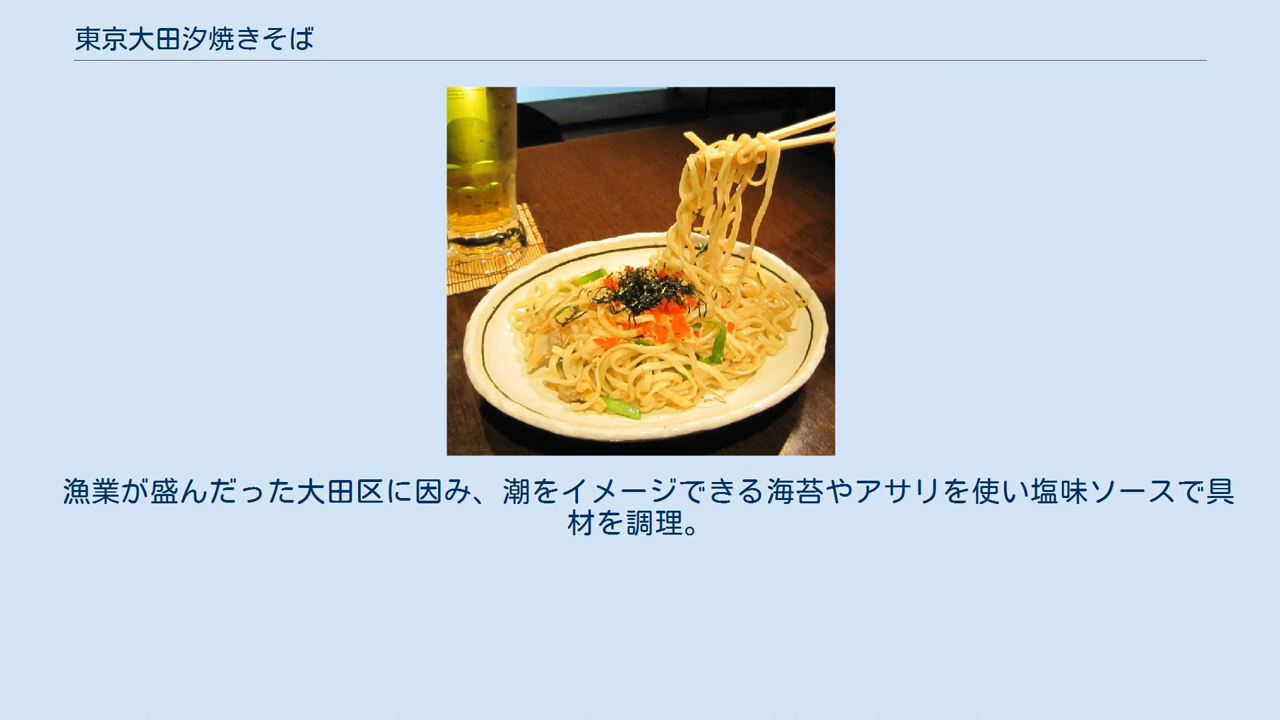 東京大田汐焼きそば
漁業が盛んだった大田区に因み、潮をイメージできる海苔やアサリを使い塩味ソースで具
材を調理。